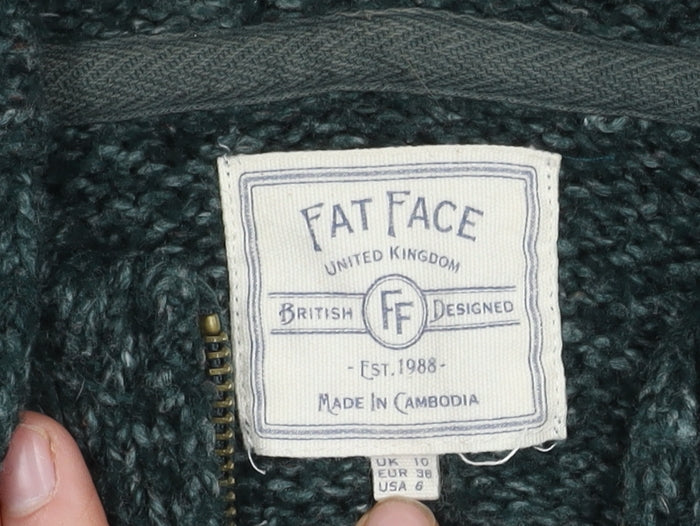 FAT FACE
UNITED KINGDOM
BRITISH FF DESIGNED
- EST. 1988 -
MADE IN CAMBODIA
UK 10
EUR 38
USA 6